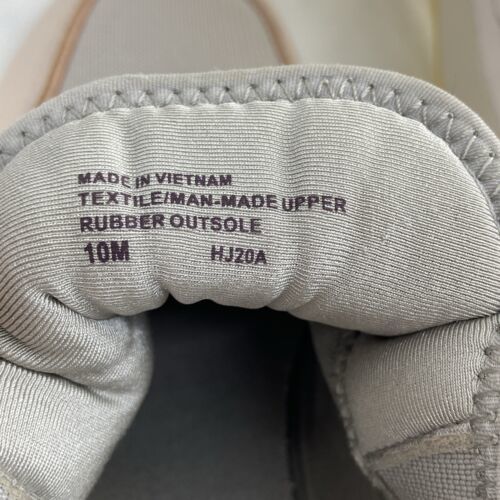 MADE IN VIETNAM
TEXTILE/MAN-MADE UPPER
RUBBER OUTSOLE
10M HJ20A